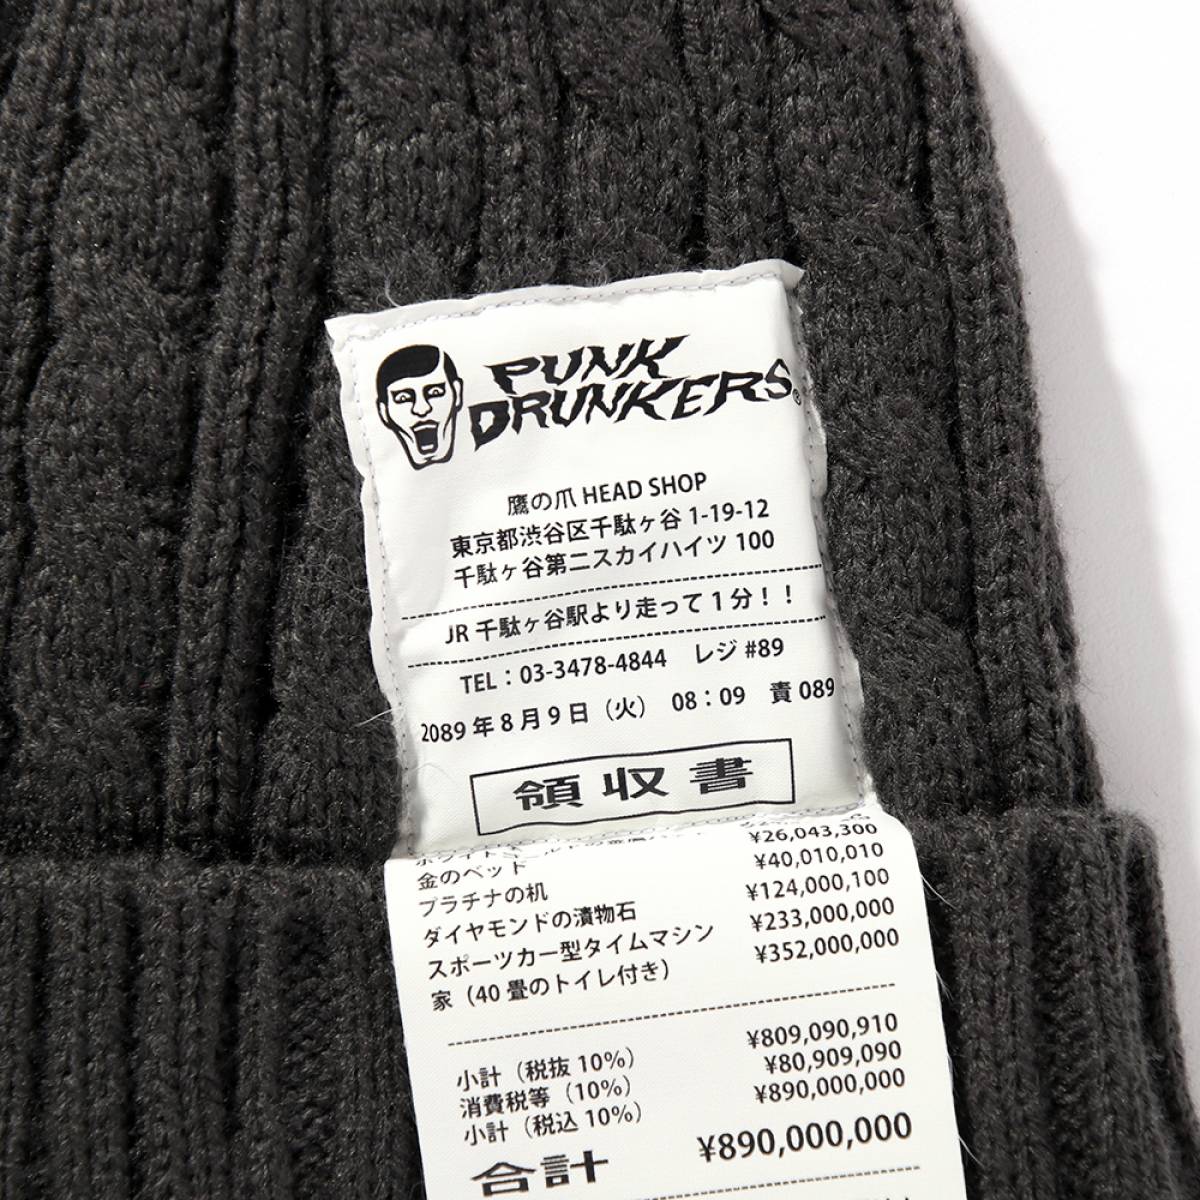 PUNK
DRUNKERS®
鷹の爪 HEAD SHOP
東京都渋谷区千駄ヶ谷 1-19-12
千駄ヶ谷第二スカイハイツ 100
JR 千駄ヶ谷駅より走って 1 分！！
TEL：03-3478-4844 レジ #89
2089 年 8 月 9 日（火） 08：09 責 089
領収書
¥26,043,300
金のベッド ¥40,010,010
プラチナの机 ¥124,000,100
ダイヤモンドの漬物石 ¥233,000,000
スポーツカー型タイムマシン ¥352,000,000
家（40 畳のトイレ付き）
小計（税抜 10%） ¥809,090,910
消費税等（10%） ¥80,909,090
小計（税込 10%） ¥890,000,000
合計 ¥890,000,000